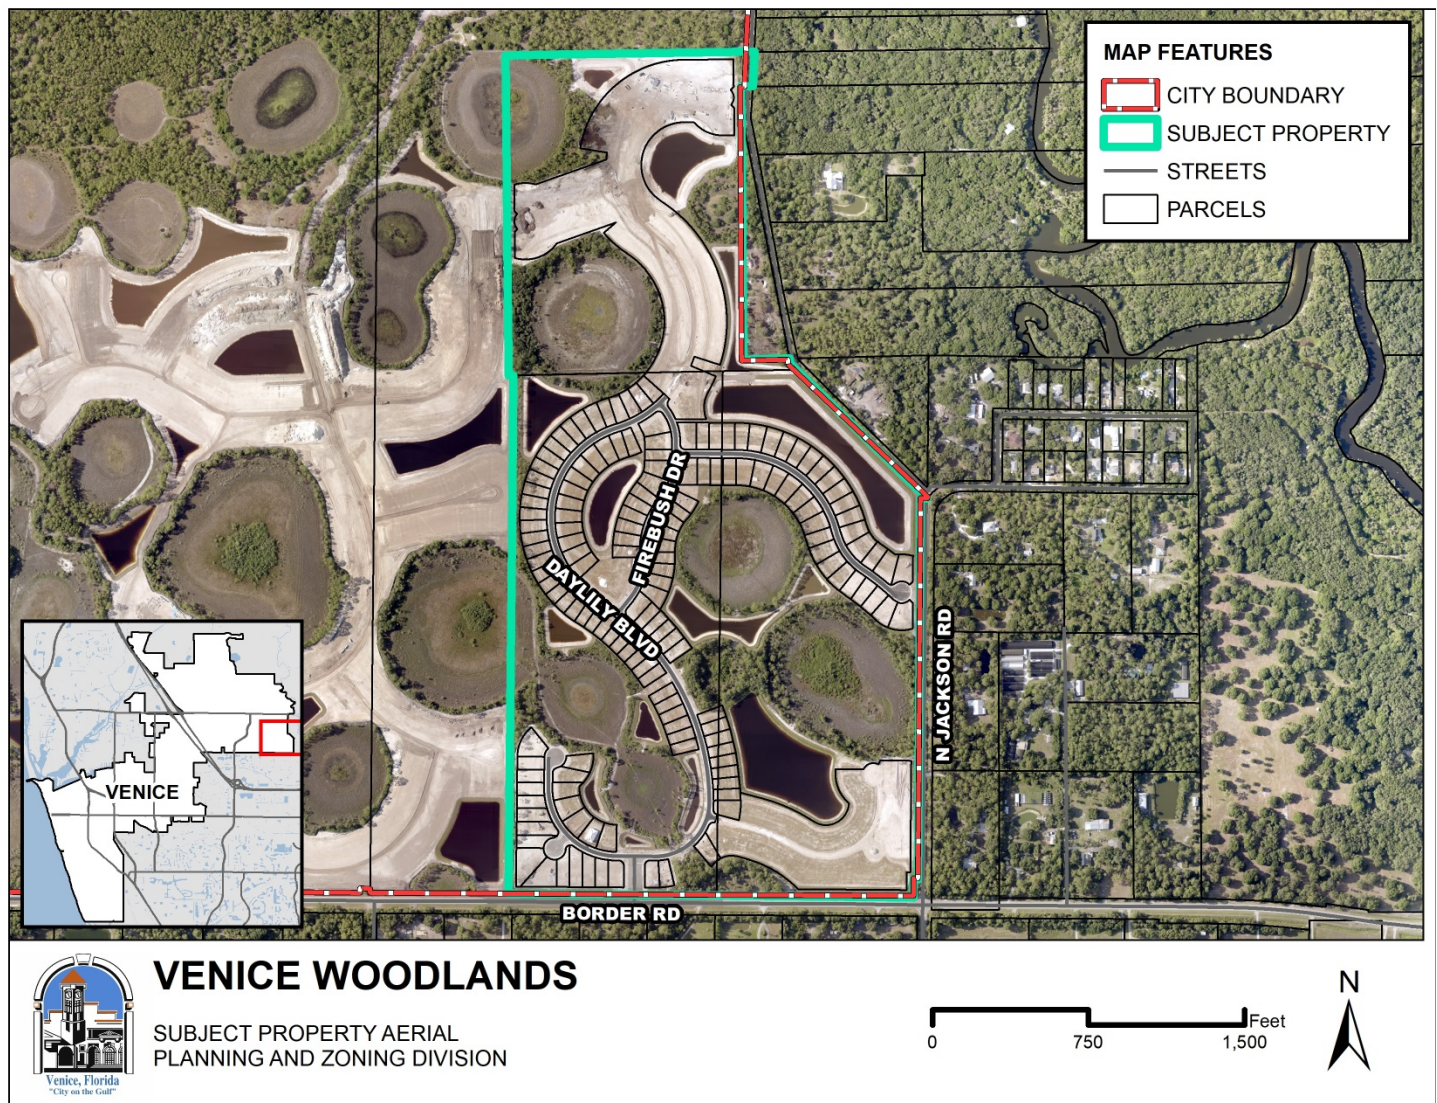 MAP FEATURES
CITY BOUNDARY
SUBJECT PROPERTY
STREETS
PARCELS
FIREBUSH DR
DAYLILY BLVD
N JACKSON RD
BORDER RD
VENICE
VENICE WOODLANDS
SUBJECT PROPERTY AERIAL
PLANNING AND ZONING DIVISION
Venice, Florida
"City on the Gulf"
0 750 1,500 Feet
N